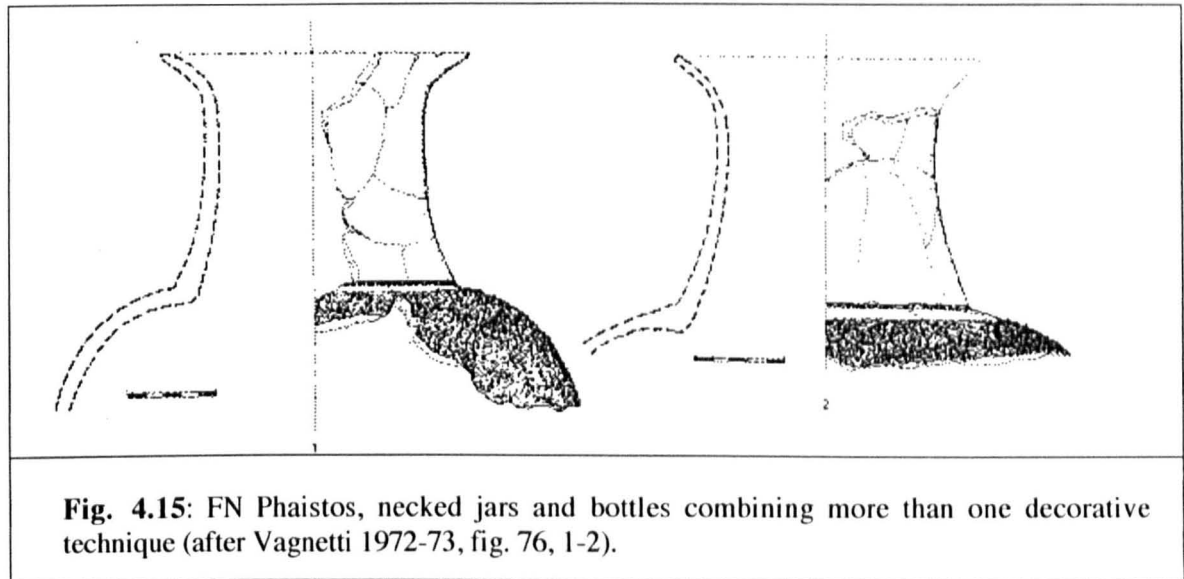 1
2
Fig. 4.15: FN Phaistos, necked jars and bottles combining more than one decorative
technique (after Vagnetti 1972-73, fig. 76, 1-2).